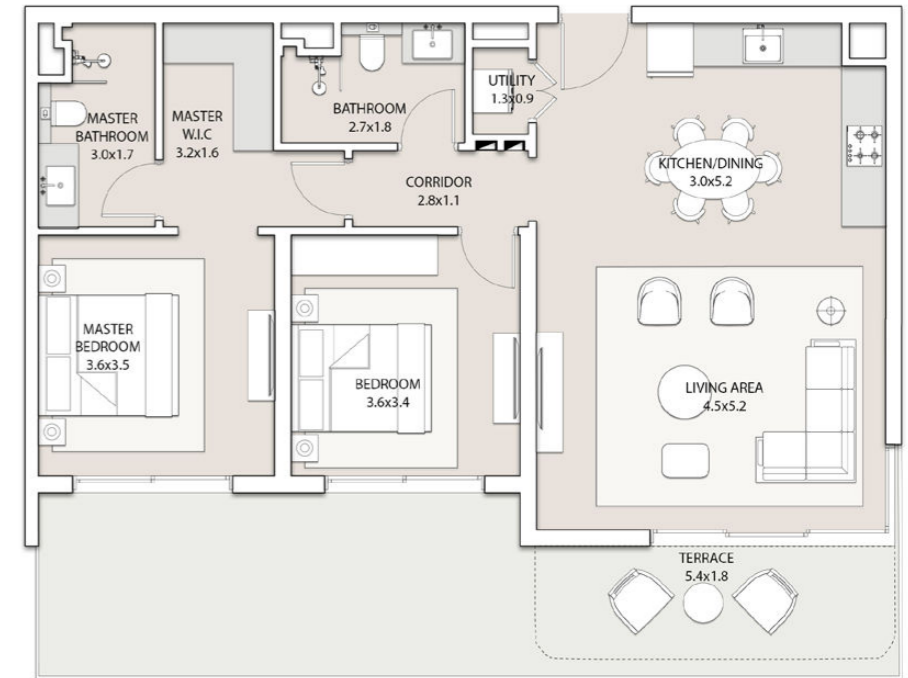 MASTER
BATHROOM
3.0x1.7
MASTER
W.I.C
3.2x1.6
BATHROOM
2.7x1.8
UTILITY
1.3x0.9
CORRIDOR
2.8x1.1
KITCHEN/DINING
3.0x5.2
MASTER
BEDROOM
3.6x3.5
BEDROOM
3.6x3.4
LIVING AREA
4.5x5.2
TERRACE
5.4x1.8